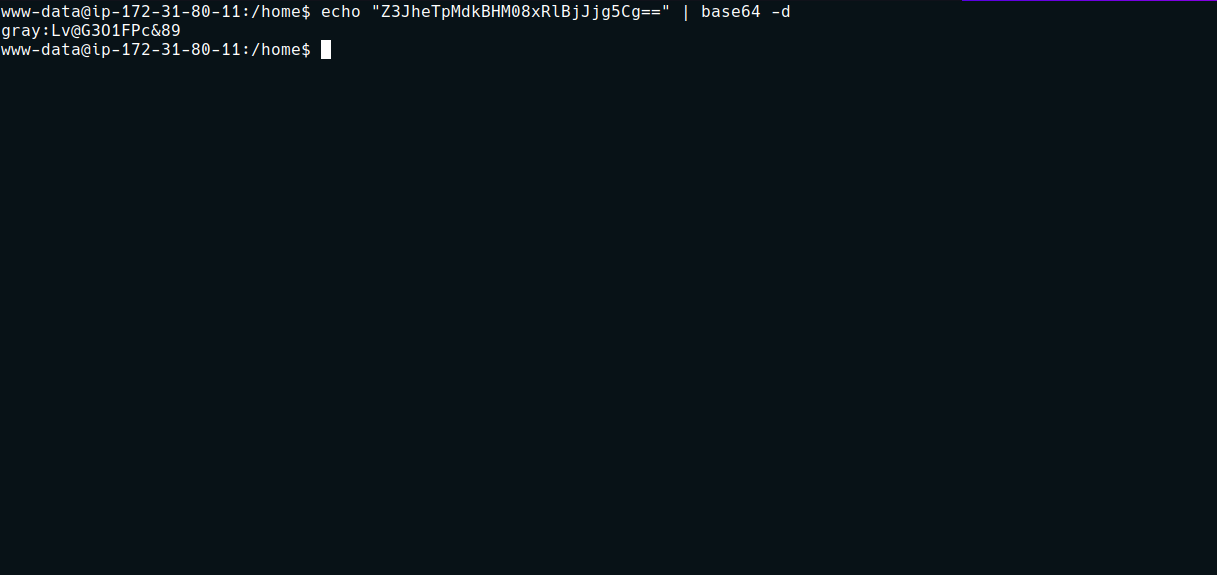 www-data@ip-172-31-80-11:/home$ echo "Z3JheTpMdkBHM08xRlBjJjg5Cg==" | base64 -d
gray:Lv@G3O1FPc&89
www-data@ip-172-31-80-11:/home$